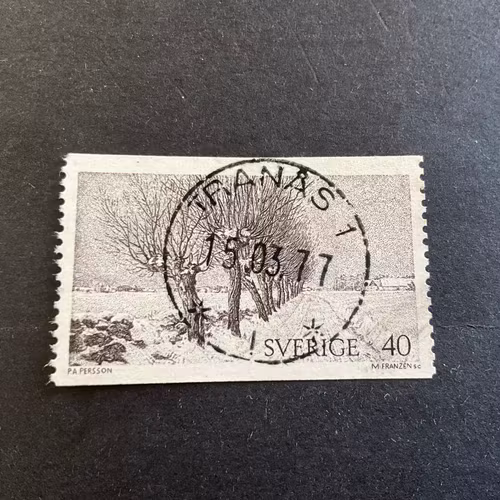 TRANÅS 1
15.03.77
SVERIGE 40
P.A PERSSON
M FRANZÉN SC